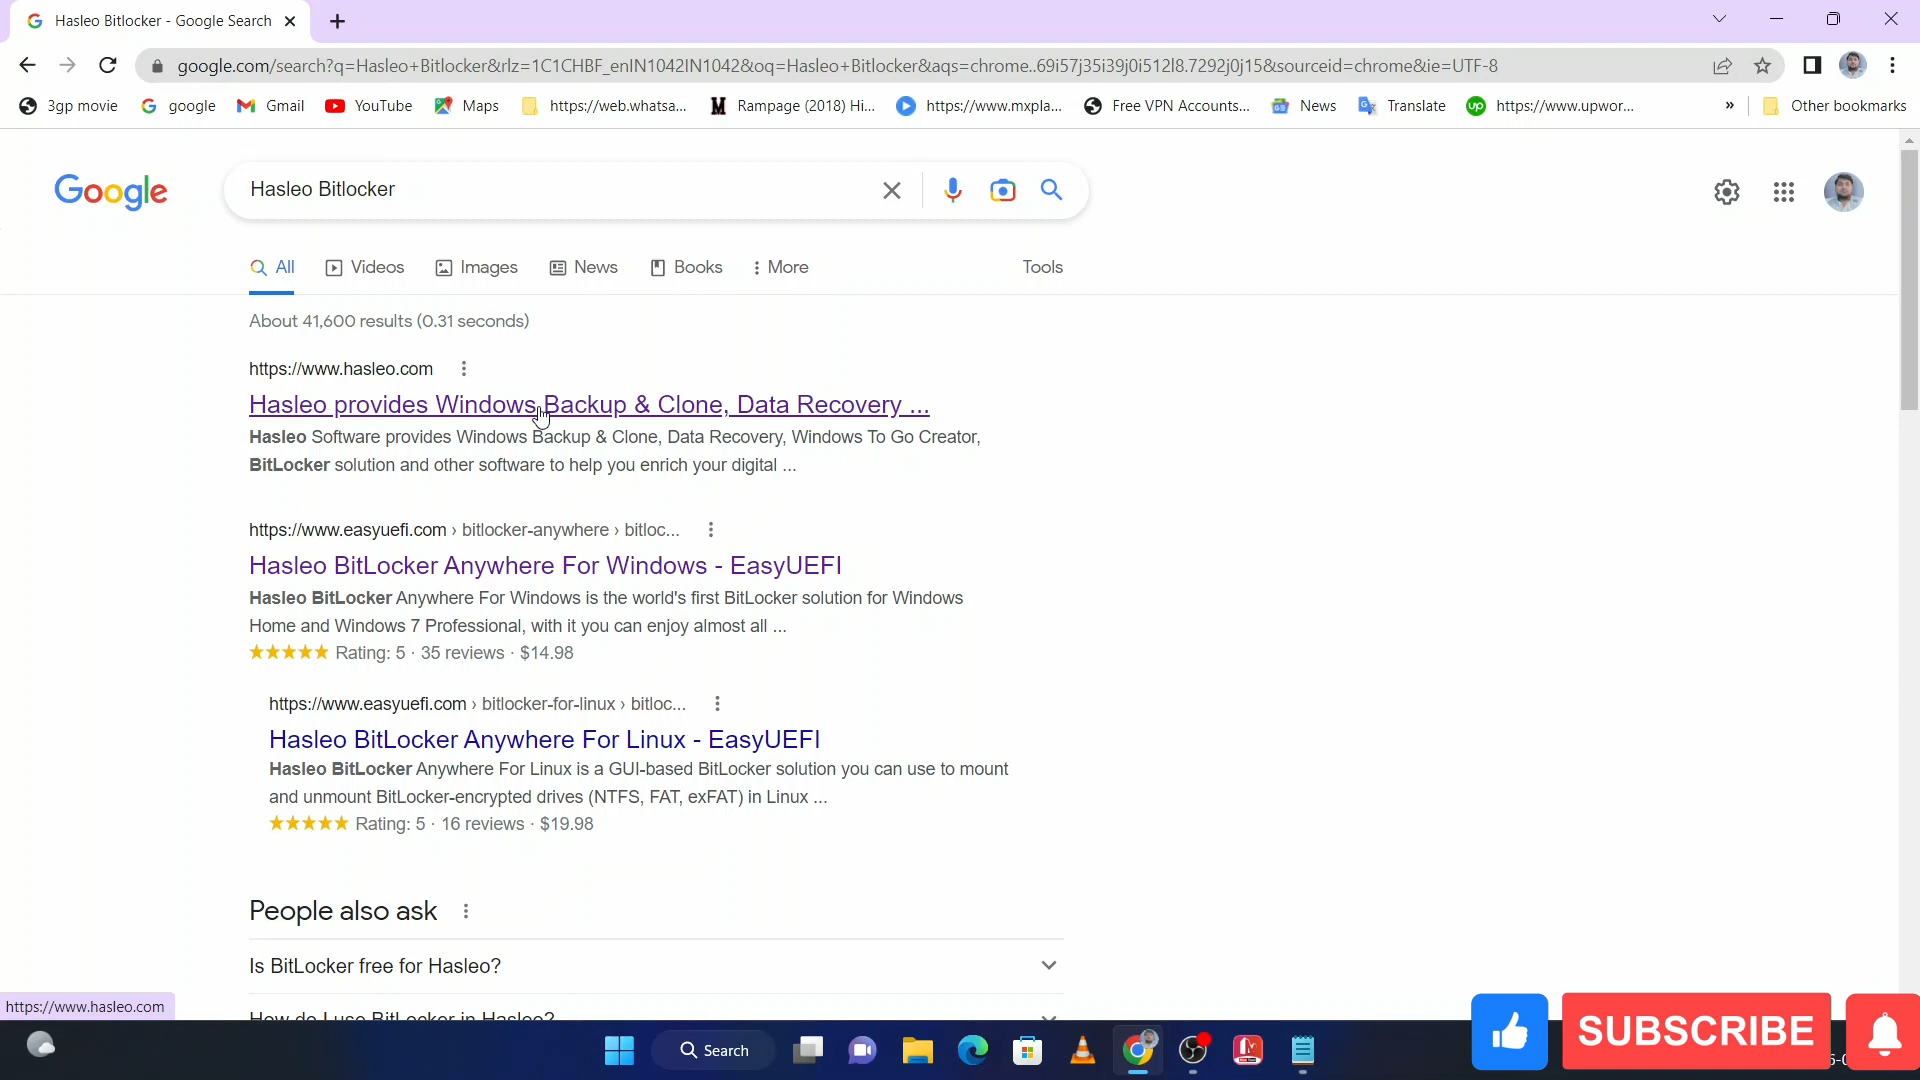 Hasleo Bitlocker - Google Search
google.com/search?q=Hasleo+Bitlocker&rlz=1C1CHBF_enIN1042IN1042&oq=Hasleo+Bitlocker&aqs=chrome..69i57j35i39j0i512l8.7292j0j15&sourceid=chrome&ie=UTF-8
3gp movie google Gmail YouTube Maps https://web.whatsa... Rampage (2018) Hi... https://www.mxpla... Free VPN Accounts... News Translate https://www.upwor... » Other bookmarks
Google Hasleo Bitlocker
All Videos Images News Books More Tools
About 41,600 results (0.31 seconds)
https://www.hasleo.com
Hasleo provides Windows Backup & Clone, Data Recovery ...
Hasleo Software provides Windows Backup & Clone, Data Recovery, Windows To Go Creator,
BitLocker solution and other software to help you enrich your digital ...
https://www.easyuefi.com › bitlocker-anywhere › bitloc...
Hasleo BitLocker Anywhere For Windows - EasyUEFI
Hasleo BitLocker Anywhere For Windows is the world's first BitLocker solution for Windows
Home and Windows 7 Professional, with it you can enjoy almost all ...
Rating: 5 · 35 reviews · $14.98
https://www.easyuefi.com › bitlocker-for-linux › bitloc...
Hasleo BitLocker Anywhere For Linux - EasyUEFI
Hasleo BitLocker Anywhere For Linux is a GUI-based BitLocker solution you can use to mount
and unmount BitLocker-encrypted drives (NTFS, FAT, exFAT) in Linux ...
Rating: 5 · 16 reviews · $19.98
People also ask
Is BitLocker free for Hasleo?
How do I use BitLocker in Hasleo?
https://www.hasleo.com
Search
SUBSCRIBE